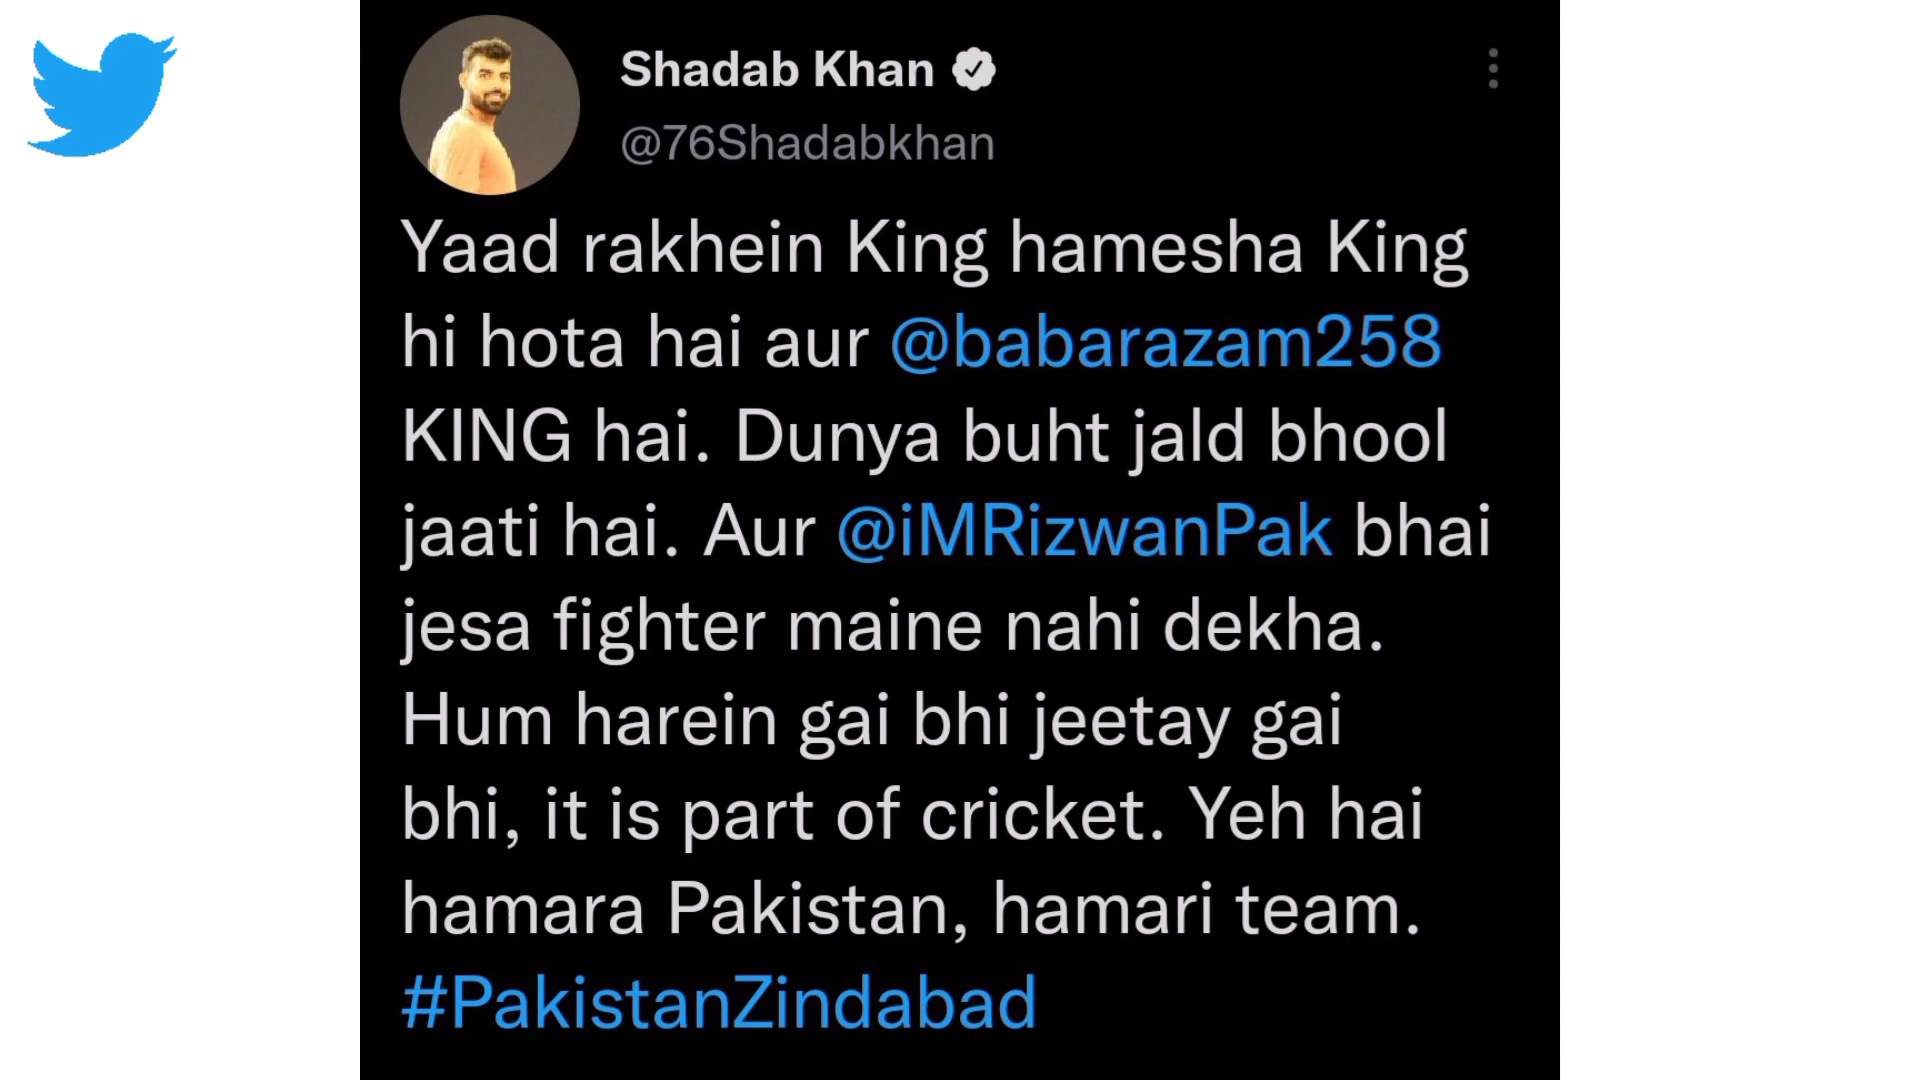 Shadab Khan
@76Shadabkhan
Yaad rakhein King hamesha King
hi hota hai aur @babarazam258
KING hai. Dunya buht jald bhool
jaati hai. Aur @iMRizwanPak bhai
jesa fighter maine nahi dekha.
Hum harein gai bhi jeetay gai
bhi, it is part of cricket. Yeh hai
hamara Pakistan, hamari team.
#PakistanZindabad